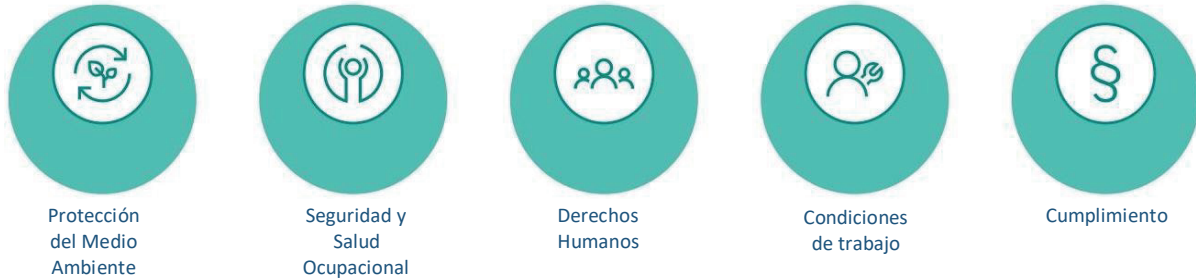 §
Protección
del Medio
Ambiente
Seguridad y
Salud
Ocupacional
Derechos
Humanos
Condiciones
de trabajo
Cumplimiento